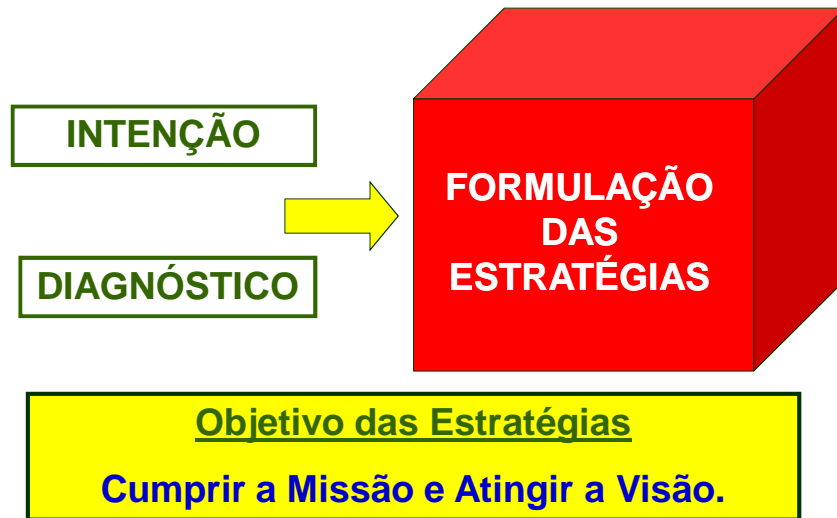 INTENÇÃO
DIAGNÓSTICO
FORMULAÇÃO
DAS
ESTRATÉGIAS
Objetivo das Estratégias
Cumprir a Missão e Atingir a Visão.